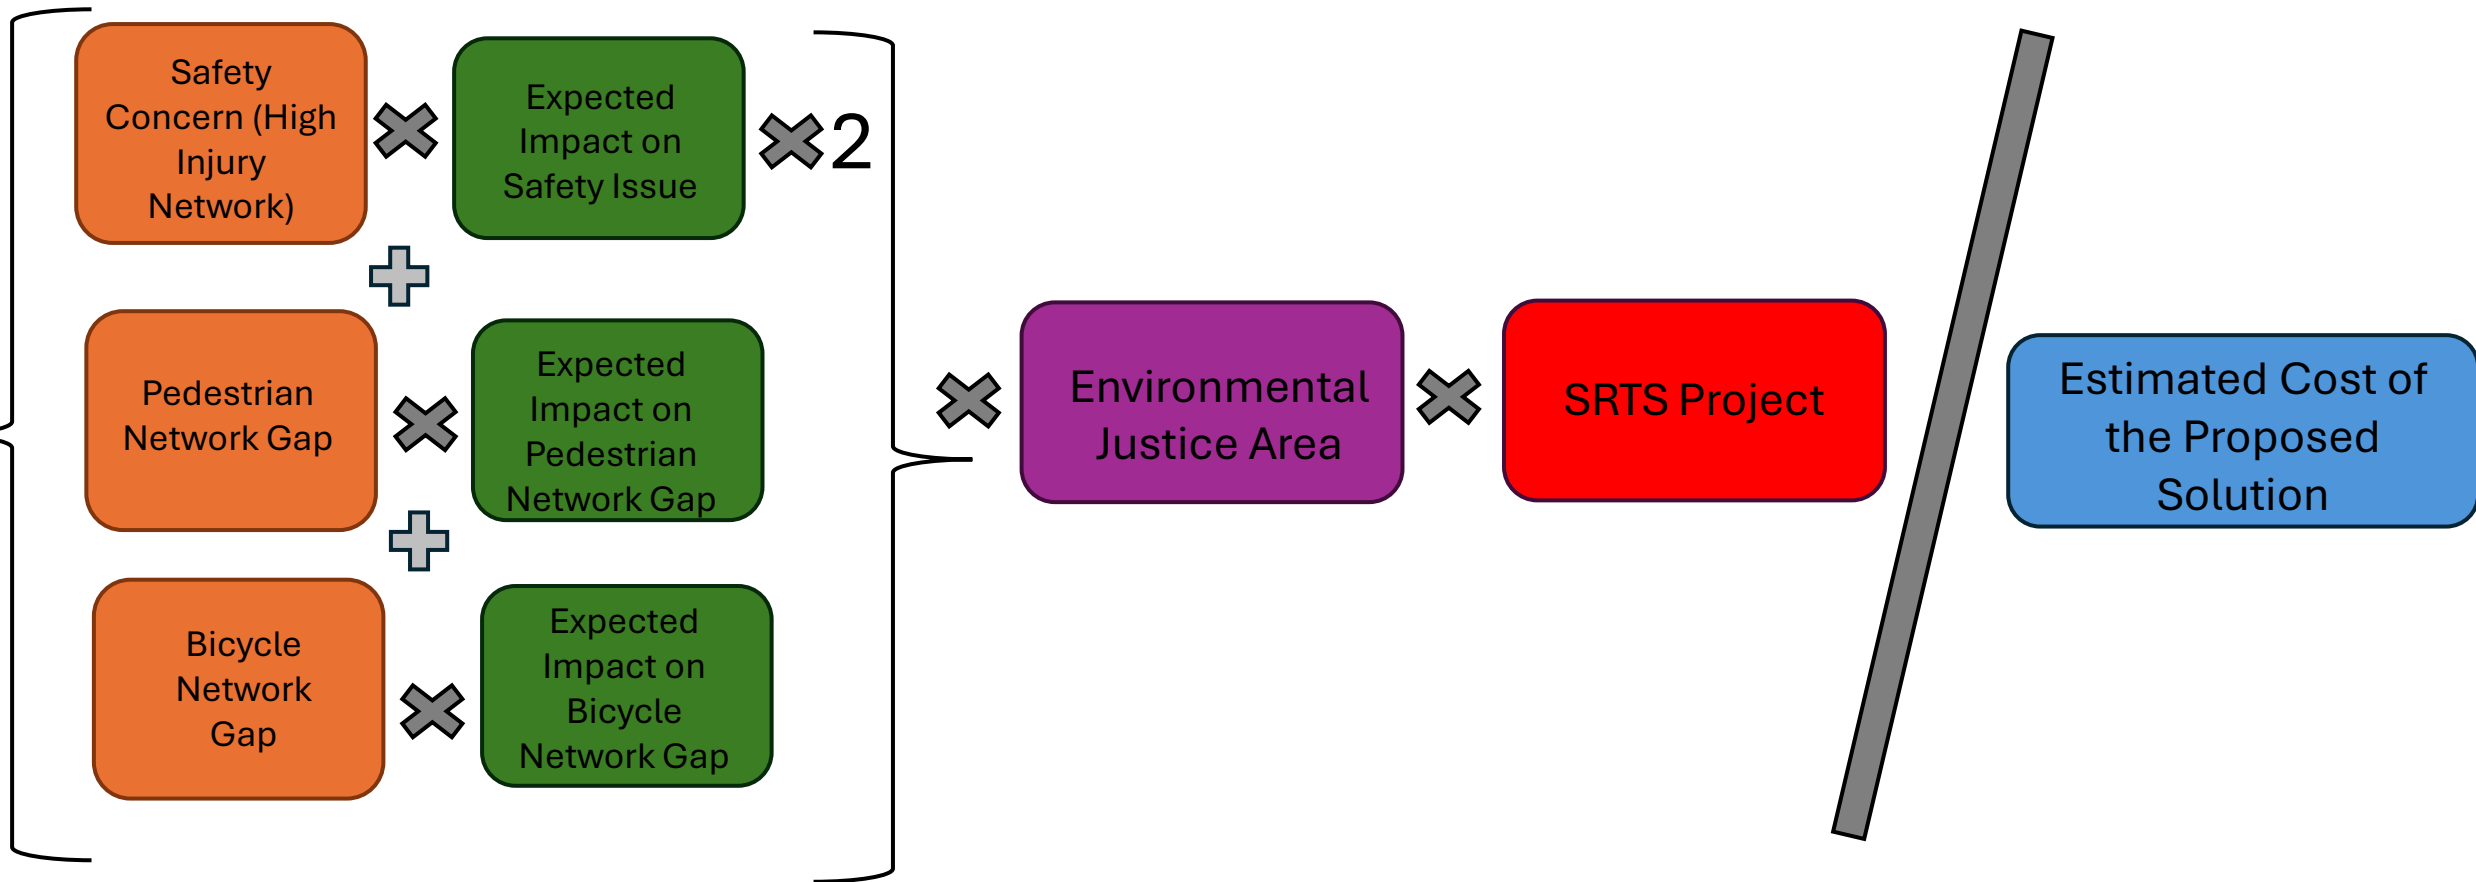 Safety
Concern (High
Injury
Network)
Expected
Impact on
Safety Issue
2
Pedestrian
Network Gap
Expected
Impact on
Pedestrian
Network Gap
Bicycle
Network
Gap
Expected
Impact on
Bicycle
Network Gap
Environmental
Justice Area
SRTS Project
Estimated Cost of
the Proposed
Solution